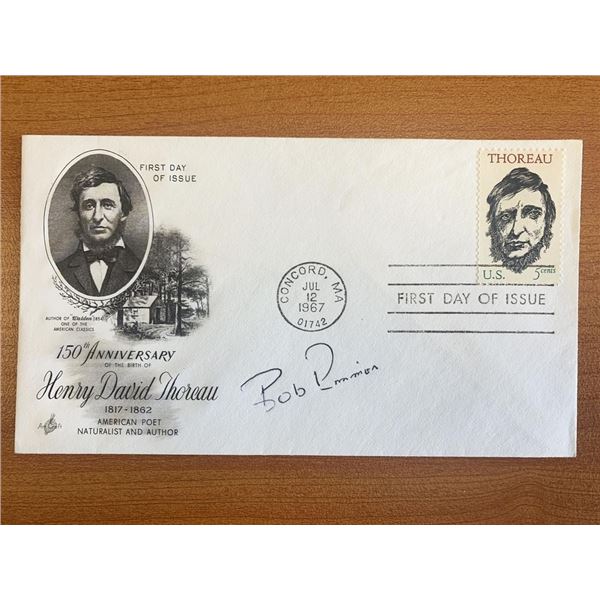 FIRST DAY
OF ISSUE
AUTHOR OF Walden (1854)
ONE OF THE
AMERICAN CLASSICS
150th ANNIVERSARY
OF THE BIRTH OF
Henry David Thoreau
1817-1862
AMERICAN POET
NATURALIST AND AUTHOR
CONCORD, MA
JUL
12
1967
01742
Bob
THOREAU
U.S. 5 cents
FIRST DAY OF ISSUE